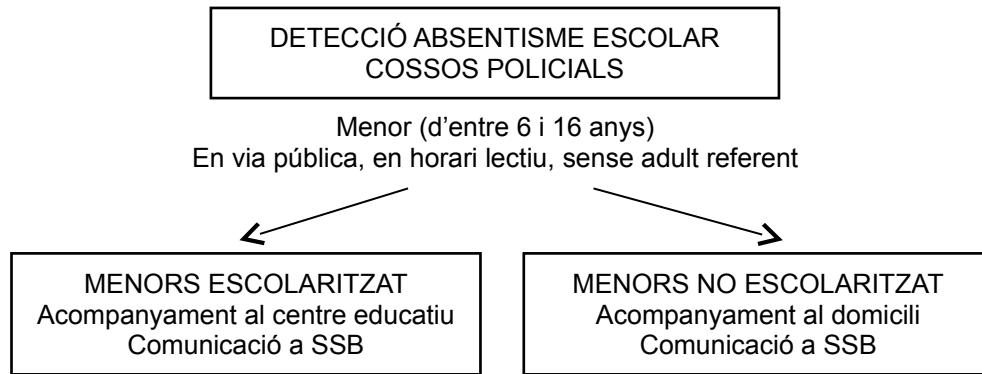 DETECCIÓ ABSENTISME ESCOLAR
COSSOS POLICIALS
Menor (d’entre 6 i 16 anys)
En via pública, en horari lectiu, sense adult referent
MENORS ESCOLARITZAT
Acompanyament al centre educatiu
Comunicació a SSB
MENORS NO ESCOLARITZAT
Acompanyament al domicili
Comunicació a SSB